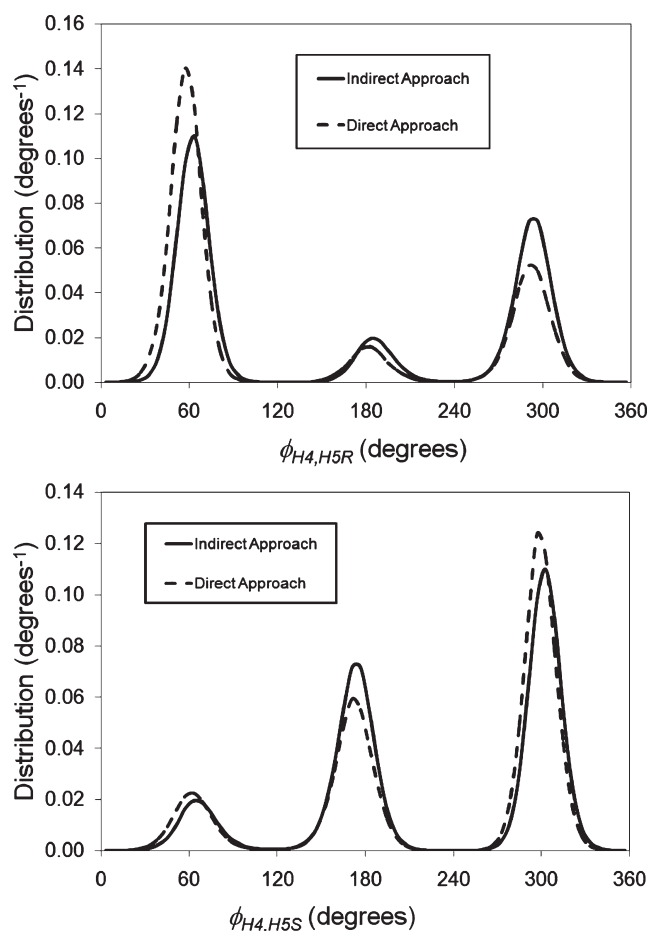 0.16
0.14
0.12
0.10
0.08
0.06
0.04
0.02
0.00
Distribution (degrees⁻¹)
Indirect Approach
Direct Approach
0 60 120 180 240 300 360
ϕH4,H5R (degrees)
0.14
0.12
0.10
0.08
0.06
0.04
0.02
0.00
Distribution (degrees⁻¹)
Indirect Approach
Direct Approach
0 60 120 180 240 300 360
ϕH4.H5S (degrees)